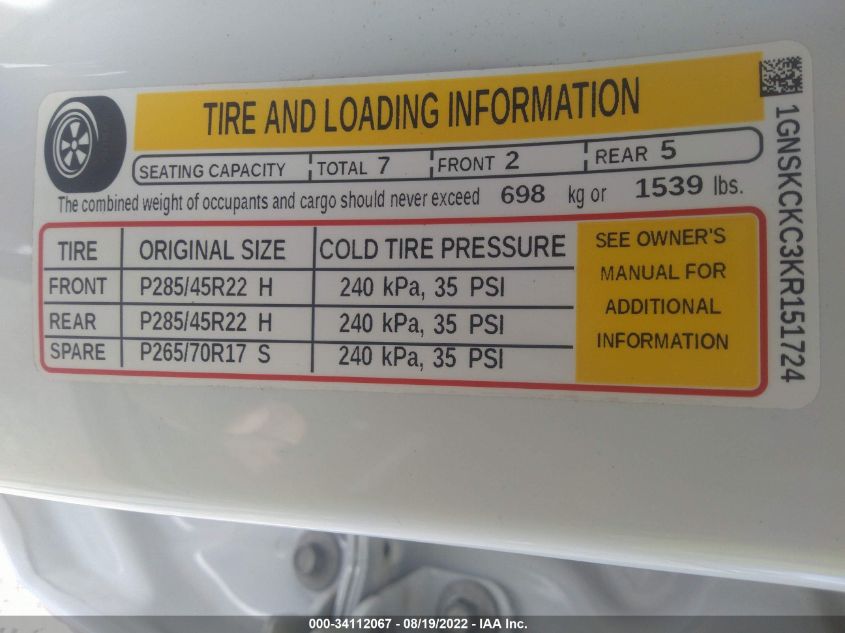 TIRE AND LOADING INFORMATION
SEATING CAPACITY TOTAL 7 FRONT 2 REAR 5
The combined weight of occupants and cargo should never exceed 698 kg or 1539 lbs.
TIRE ORIGINAL SIZE COLD TIRE PRESSURE
FRONT P285/45R22 H 240 kPa, 35 PSI
REAR P285/45R22 H 240 kPa, 35 PSI
SPARE P265/70R17 S 240 kPa, 35 PSI
SEE OWNER'S
MANUAL FOR
ADDITIONAL
INFORMATION
1GNSKCKC3KR151724
000-34112067 - 08/19/2022 - IAA Inc.